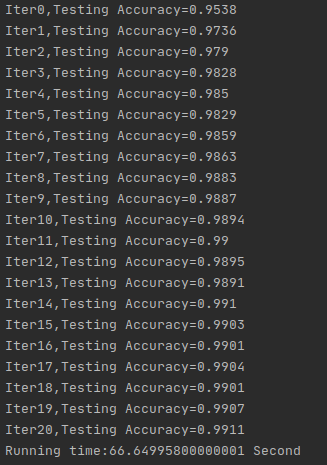 Iter0,Testing Accuracy=0.9538
Iter1,Testing Accuracy=0.9736
Iter2,Testing Accuracy=0.979
Iter3,Testing Accuracy=0.9828
Iter4,Testing Accuracy=0.985
Iter5,Testing Accuracy=0.9829
Iter6,Testing Accuracy=0.9859
Iter7,Testing Accuracy=0.9863
Iter8,Testing Accuracy=0.9883
Iter9,Testing Accuracy=0.9887
Iter10,Testing Accuracy=0.9894
Iter11,Testing Accuracy=0.99
Iter12,Testing Accuracy=0.9895
Iter13,Testing Accuracy=0.9891
Iter14,Testing Accuracy=0.991
Iter15,Testing Accuracy=0.9903
Iter16,Testing Accuracy=0.9901
Iter17,Testing Accuracy=0.9904
Iter18,Testing Accuracy=0.9901
Iter19,Testing Accuracy=0.9907
Iter20,Testing Accuracy=0.9911
Running time:66.64995800000001 Second